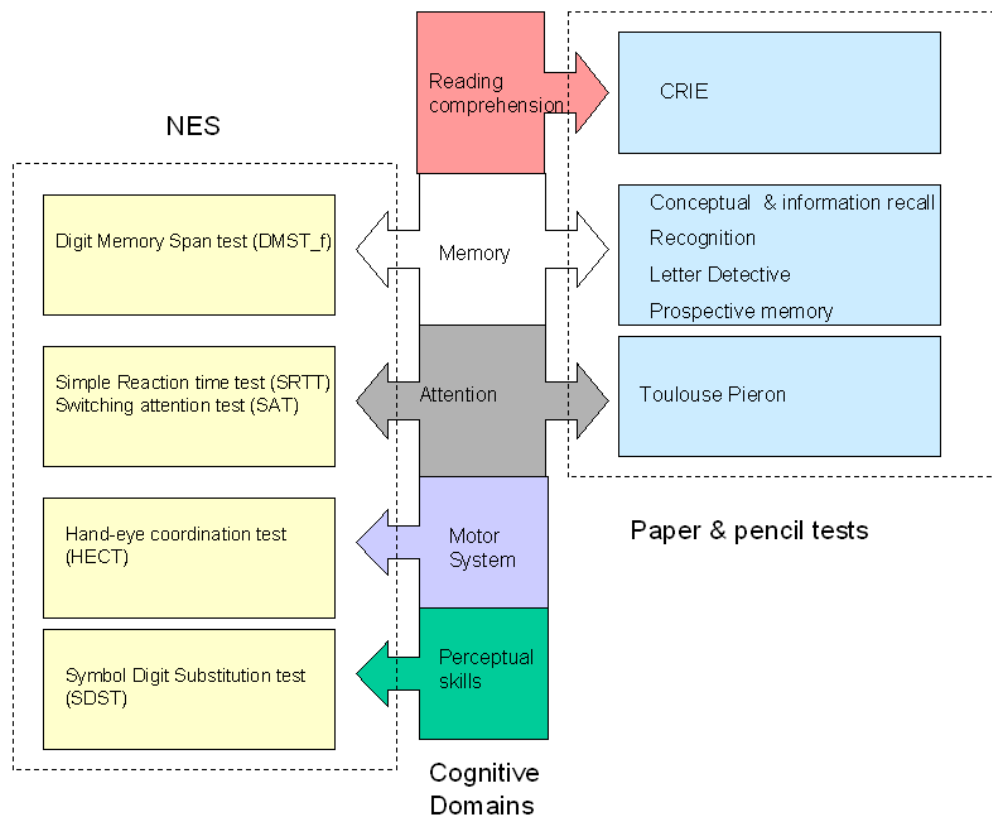 NES
Digit Memory Span test (DMST_f)
Simple Reaction time test (SRTT)
Switching attention test (SAT)
Hand-eye coordination test
(HECT)
Symbol Digit Substitution test
(SDST)
Reading
comprehension
Memory
Attention
Motor
System
Perceptual
skills
Cognitive
Domains
CRIE
Conceptual & information recall
Recognition
Letter Detective
Prospective memory
Toulouse Pieron
Paper & pencil tests